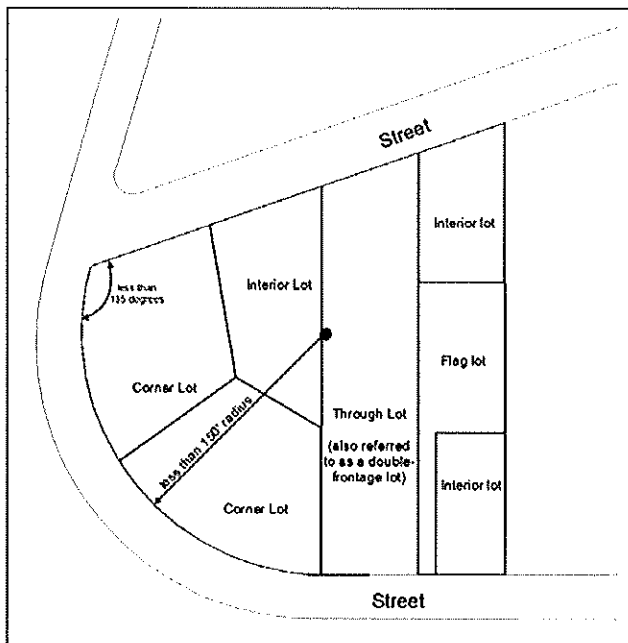 Street
Interior lot
Interior Lot
less than
135 degrees
Flag lot
Corner Lot
less than 150' radius
Through Lot
(also referred
to as a double-
frontage lot)
Interior lot
Corner Lot
Street